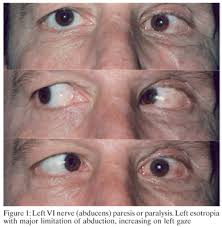 Figure 1: Left VI nerve (abducens) paresis or paralysis. Left esotropia
with major limitation of abduction, increasing on left gaze